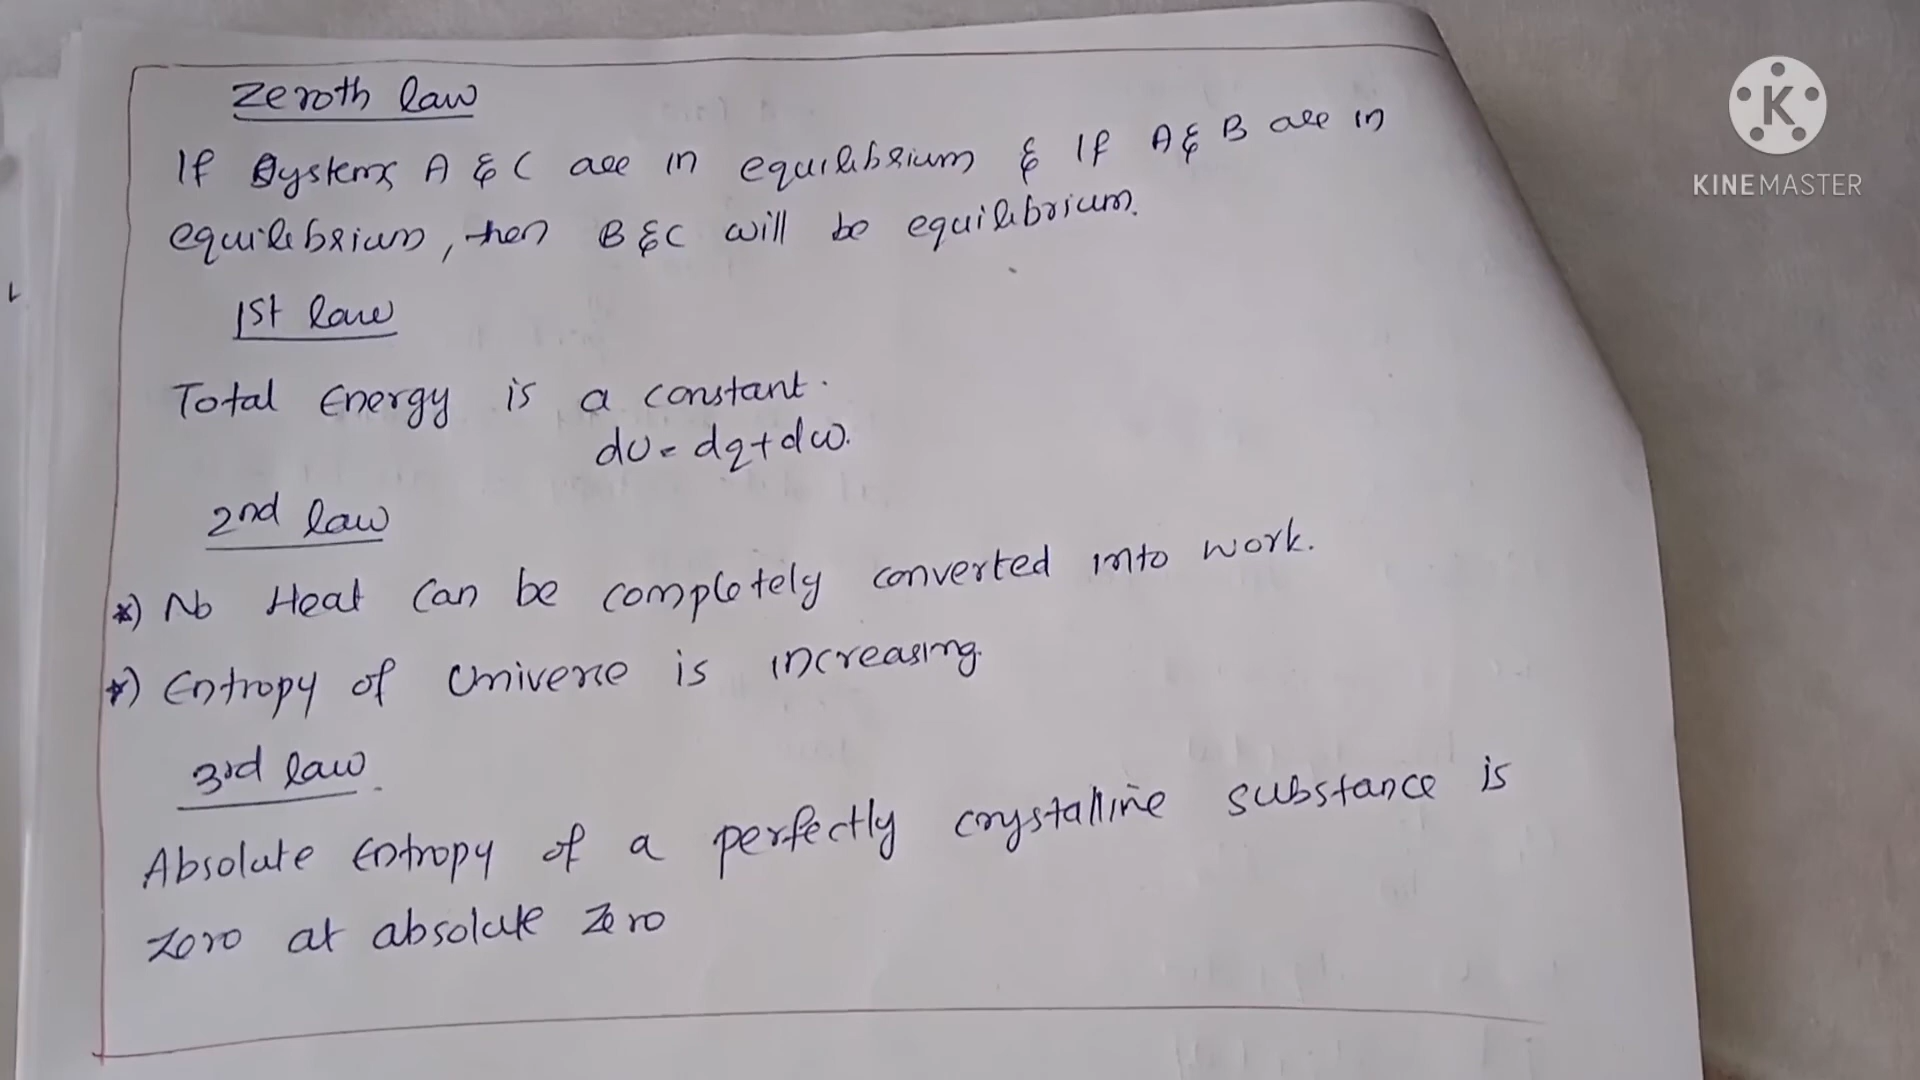 Zeroth law
If Systems A & C are in equilibrium & If A & B are in
equilibrium, then B & C will be equilibrium.
1st law
Total Energy is a constant.
dU = dq + dw.
2nd law
*) No Heat can be completely converted into work.
*) Entropy of Universe is increasing.
3rd law.
Absolute Entropy of a perfectly crystalline substance is
Zero at absolute Zero
K
KINEMASTER